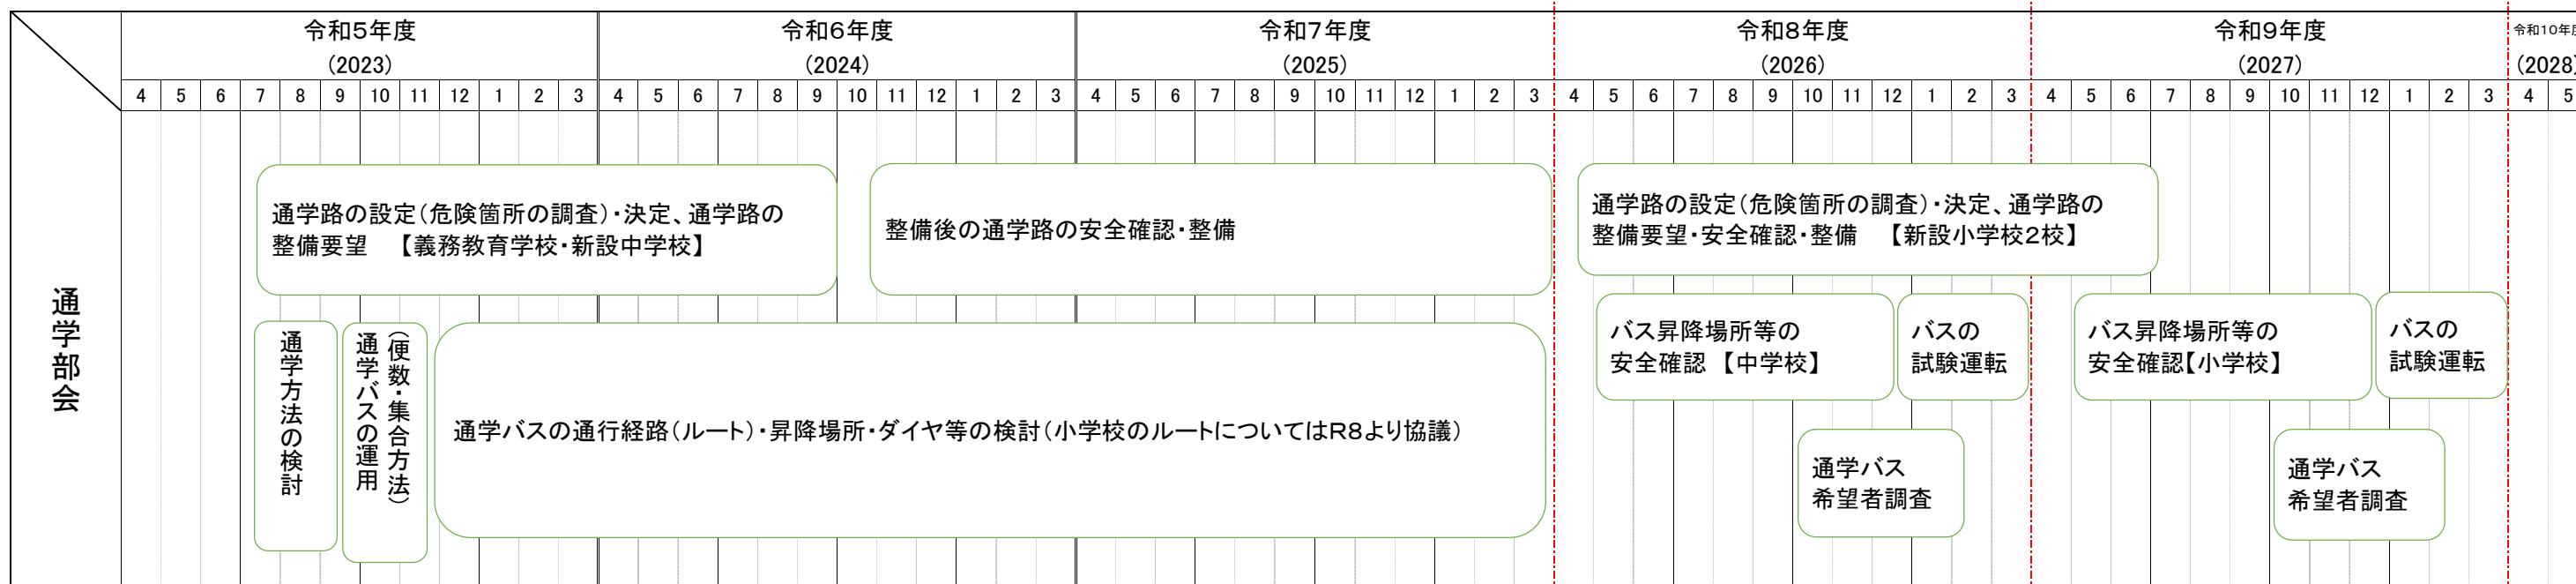 令和5年度 令和6年度 令和7年度 令和8年度 令和9年度 令和10年度
（2023） （2024） （2025） （2026） （2027） （2028）
4 5 6 7 8 9 10 11 12 1 2 3 4 5 6 7 8 9 10 11 12 1 2 3 4 5 6 7 8 9 10 11 12 1 2 3 4 5 6 7 8 9 10 11 12 1 2 3 4 5 6 7 8 9 10 11 12 1 2 3 4 5
通学部会
通学路の設定（危険箇所の調査）・決定、通学路の
整備要望　【義務教育学校・新設中学校】
整備後の通学路の安全確認・整備
通学路の設定（危険箇所の調査）・決定、通学路の
整備要望・安全確認・整備　【新設小学校2校】
通学方法の検討
（便数・集合方法）
通学バスの運用
通学バスの通行経路（ルート）・昇降場所・ダイヤ等の検討（小学校のルートについてはR8より協議）
バス昇降場所等の
安全確認　【中学校】
バスの
試験運転
バス昇降場所等の
安全確認【小学校】
バスの
試験運転
通学バス
希望者調査
通学バス
希望者調査